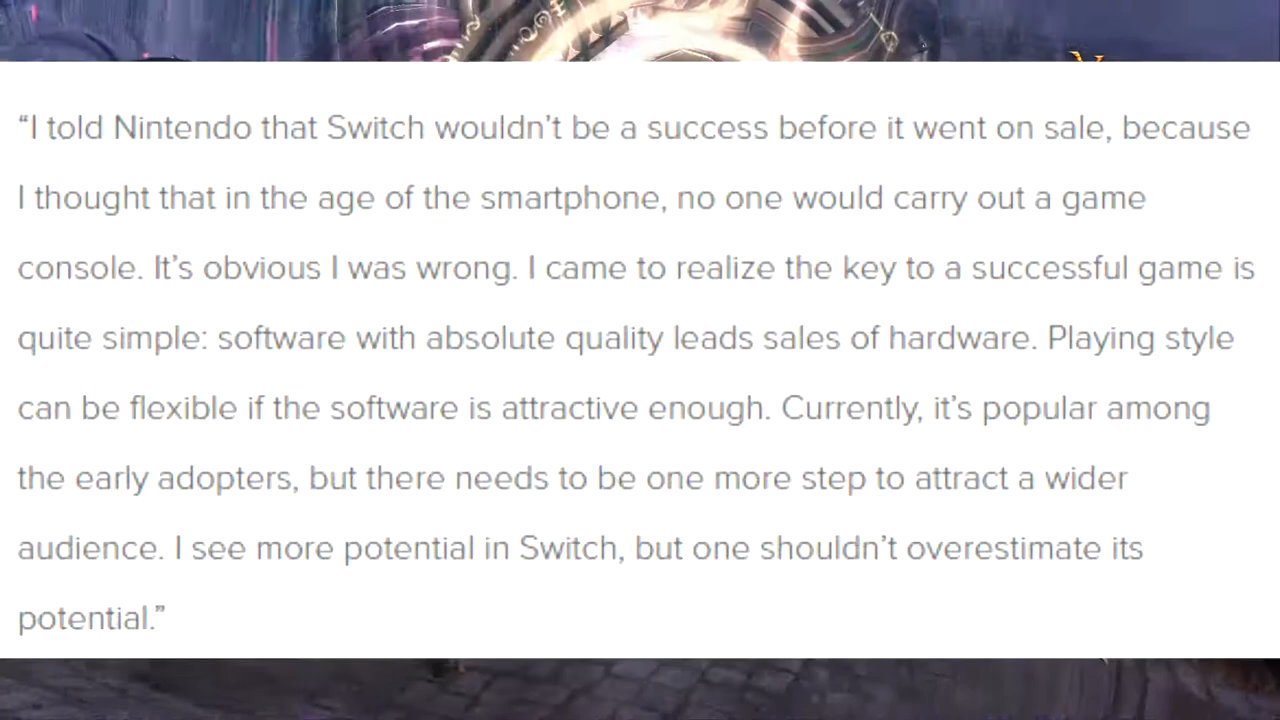 “I told Nintendo that Switch wouldn’t be a success before it went on sale, because
I thought that in the age of the smartphone, no one would carry out a game
console. It’s obvious I was wrong. I came to realize the key to a successful game is
quite simple: software with absolute quality leads sales of hardware. Playing style
can be flexible if the software is attractive enough. Currently, it’s popular among
the early adopters, but there needs to be one more step to attract a wider
audience. I see more potential in Switch, but one shouldn’t overestimate its
potential.”